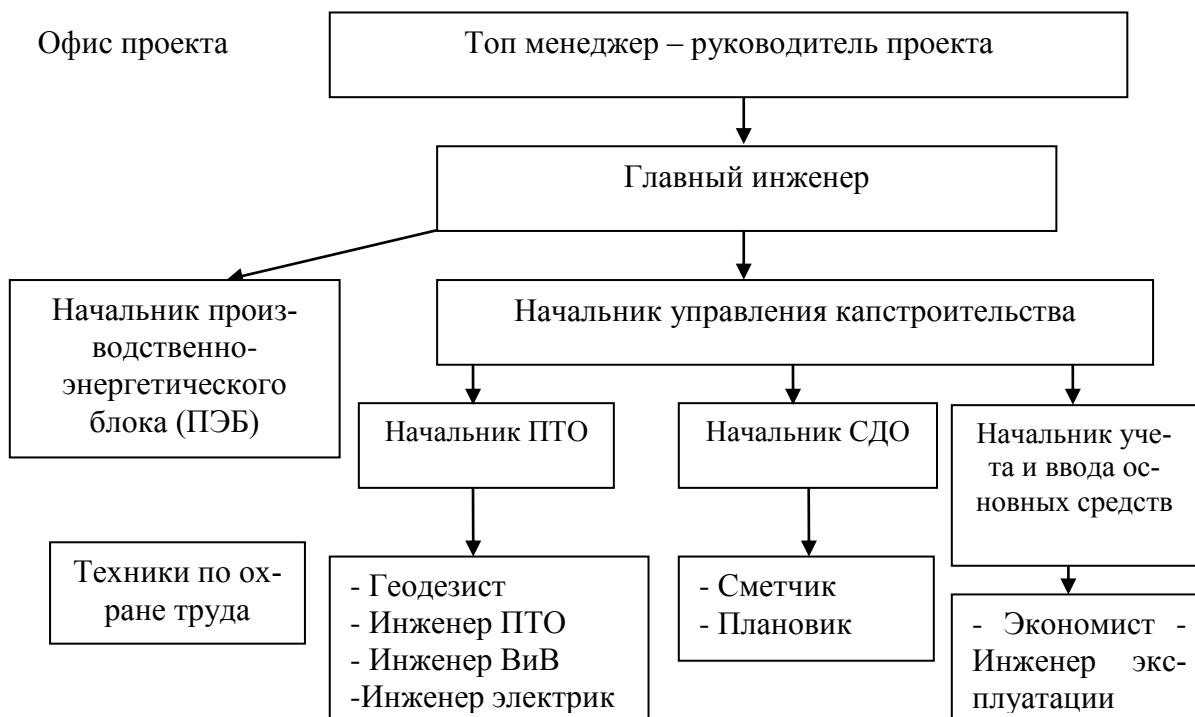 Офис проекта
Топ менеджер – руководитель проекта
Главный инженер
Начальник произ-
водственно-
энергетического
блока (ПЭБ)
Начальник управления капстроительства
Начальник ПТО
Начальник СДО
Начальник уче-
та и ввода ос-
новных средств
Техники по ох-
ране труда
- Геодезист
- Инженер ПТО
- Инженер ВиВ
-Инженер электрик
- Сметчик
- Плановик
- Экономист -
Инженер экс-
плуатации